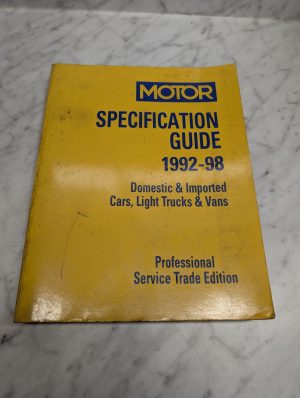 MOTOR
SPECIFICATION
GUIDE
1992-98
Domestic & Imported
Cars, Light Trucks & Vans
Professional
Service Trade Edition